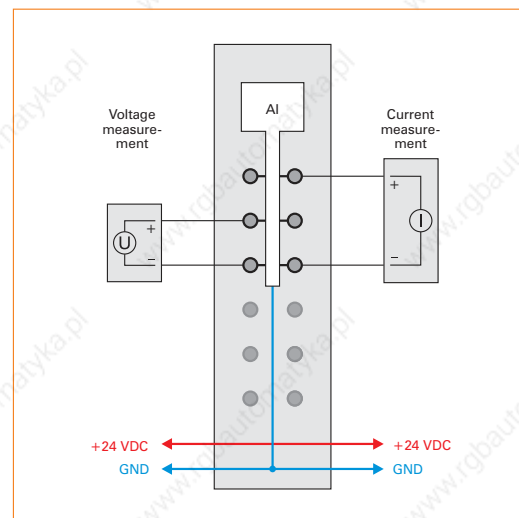 AI
Voltage
measure-
ment
Current
measure-
ment
U
+
−
+
I
−
+24 VDC
+24 VDC
GND
GND
www.rgbautomatyka.pl